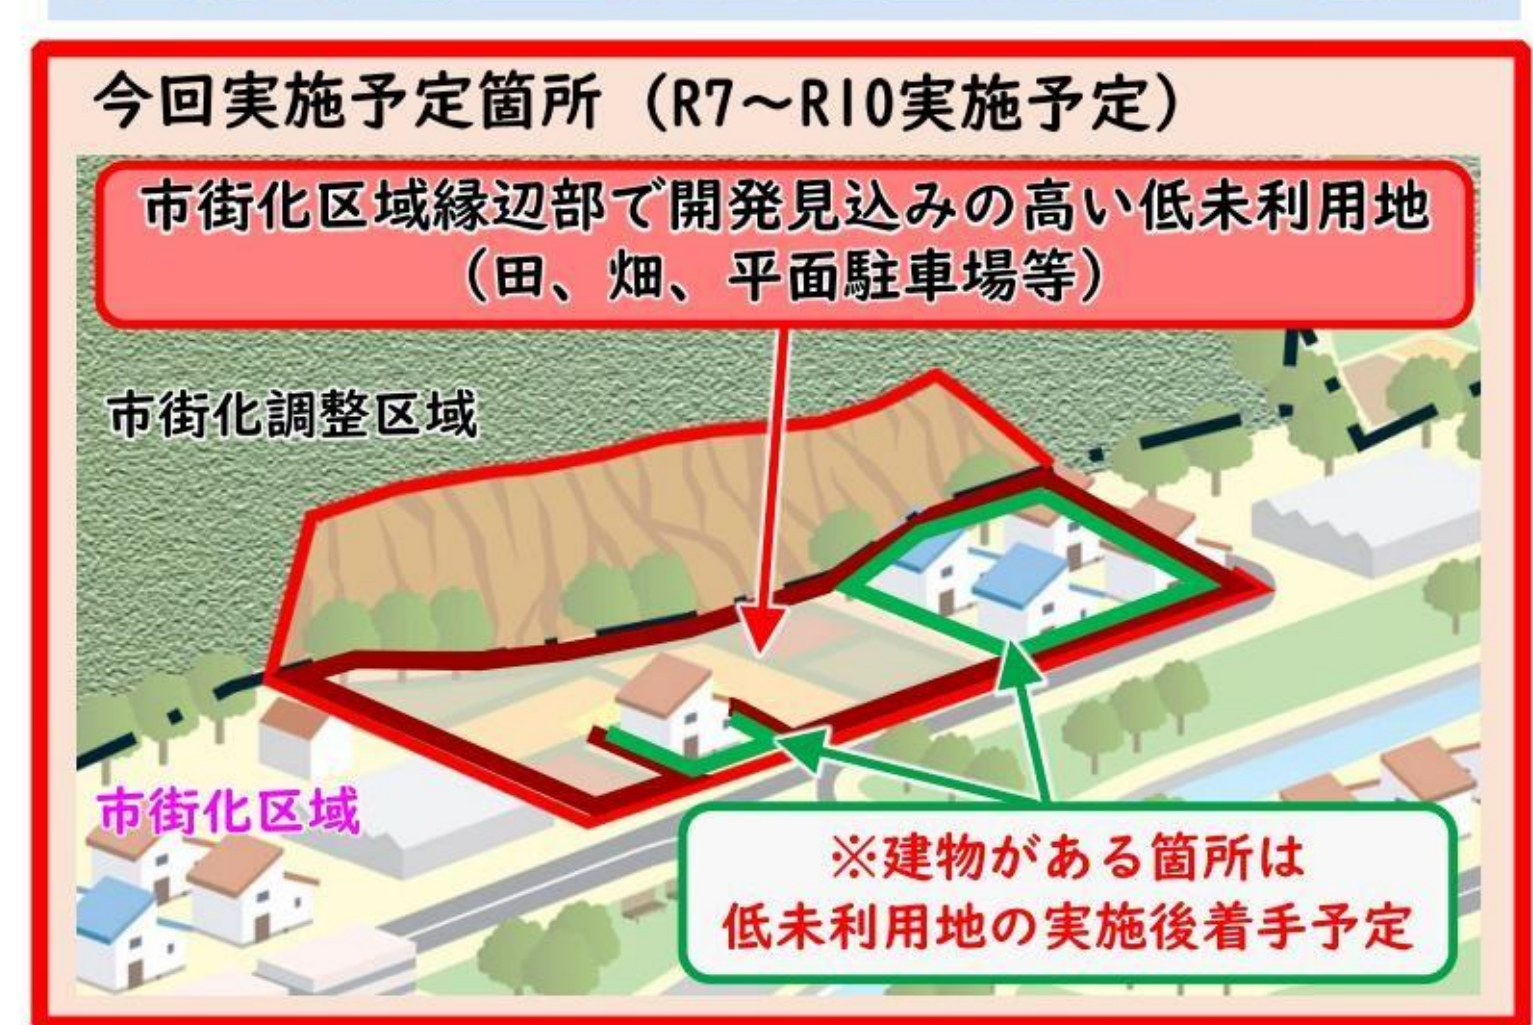 今回実施予定箇所（R7～R10実施予定）
市街化区域縁辺部で開発見込みの高い低未利用地
（田、畑、平面駐車場等）
市街化調整区域
市街化区域
※建物がある箇所は
低未利用地の実施後着手予定